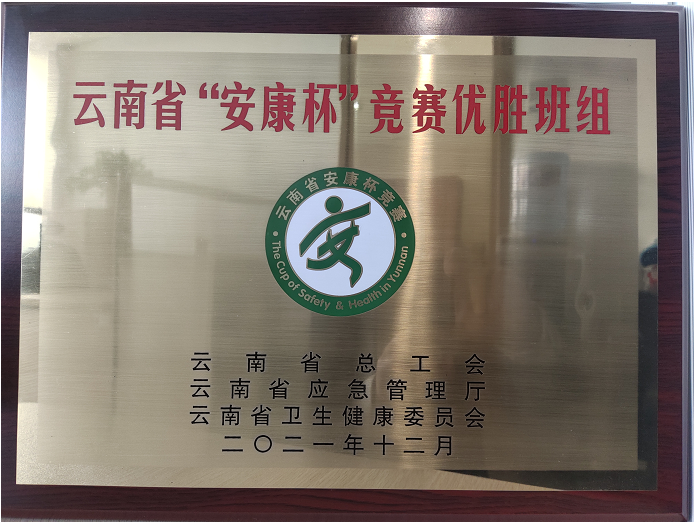 云南省“安康杯”竞赛优胜班组
云南省安康杯竞赛
The Cup of Safety & Health in Yunnan
云南省总工会
云南省应急管理厅
云南省卫生健康委员会
二〇二一年十二月